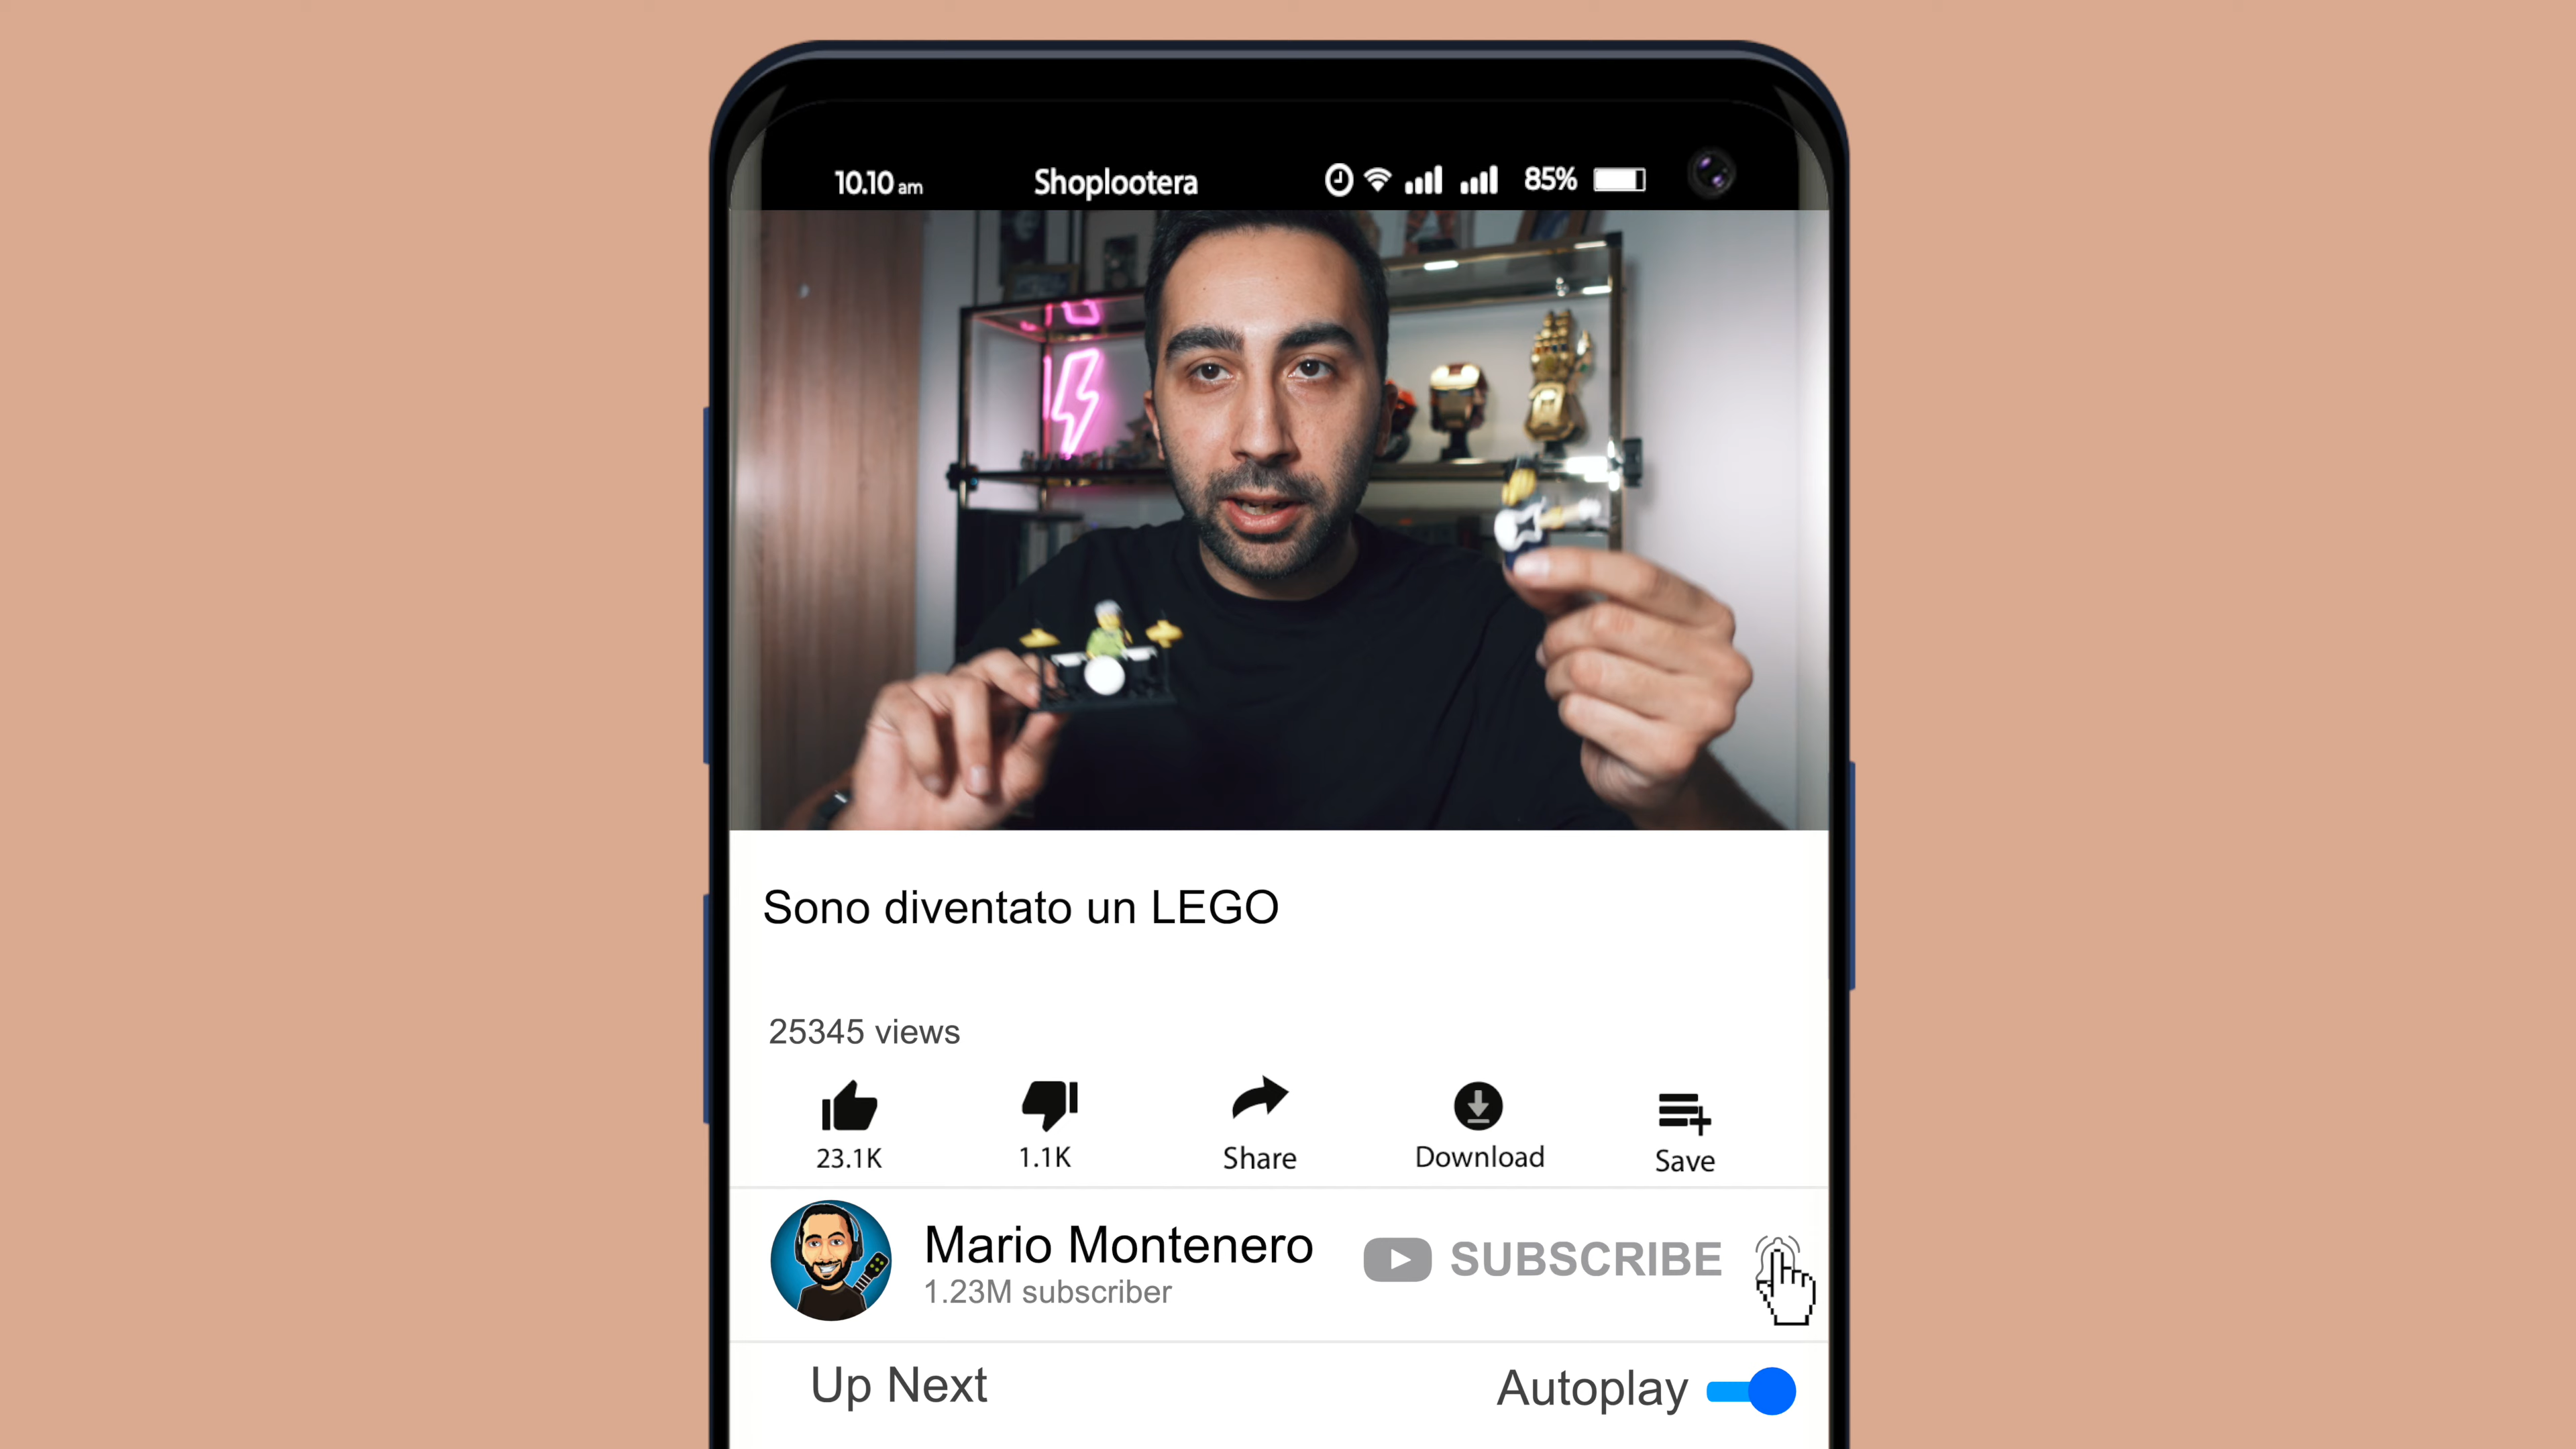 10.10 am Shoplootera 85%
Sono diventato un LEGO
25345 views
23.1K 1.1K Share Download Save
Mario Montenero SUBSCRIBE
1.23M subscriber
Up Next Autoplay